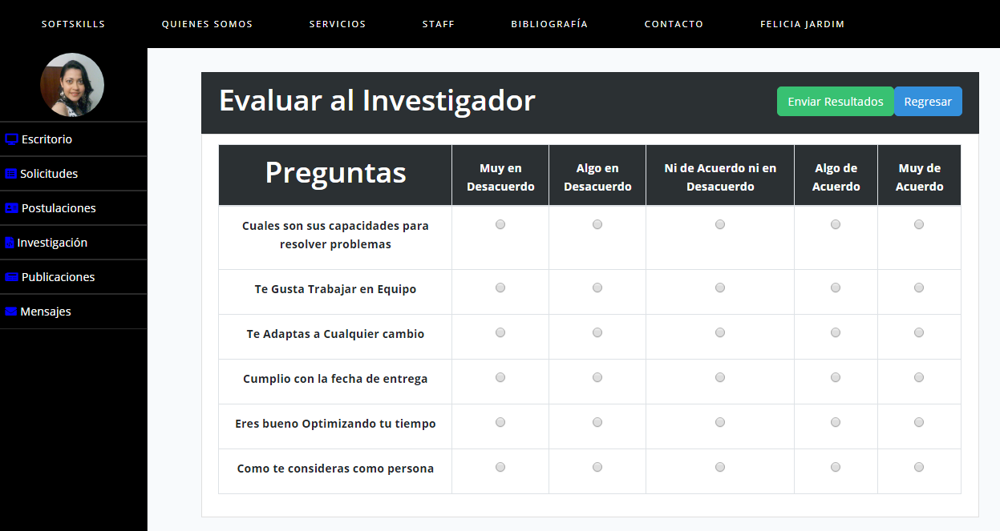 SOFTSKILLS QUIENES SOMOS SERVICIOS STAFF BIBLIOGRAFÍA CONTACTO FELICIA JARDIM
Escritorio
Solicitudes
Postulaciones
Investigación
Publicaciones
Mensajes
Evaluar al Investigador
Enviar Resultados
Regresar
Preguntas
Muy en
Desacuerdo
Algo en
Desacuerdo
Ni de Acuerdo ni en
Desacuerdo
Algo de
Acuerdo
Muy de
Acuerdo
Cuales son sus capacidades para
resolver problemas
Te Gusta Trabajar en Equipo
Te Adaptas a Cualquier cambio
Cumplio con la fecha de entrega
Eres bueno Optimizando tu tiempo
Como te consideras como persona